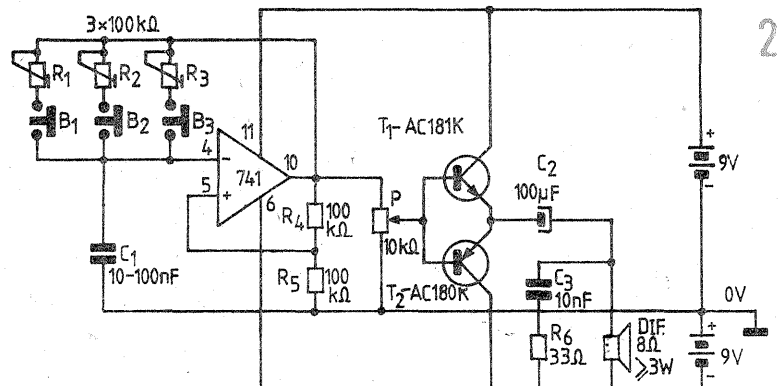 3×100kΩ
2
R1
R2
R3
B1
B2
B3
11
4
10
741
5
6
+
−
T1-AC181K
C2
100µF
+
9V
−
P
10kΩ
R4
100
kΩ
C1
10-100nF
R5
100
kΩ
T2-AC180K
C3
10nF
0V
R6
33Ω
DIF.
8Ω
⩾3W
+
9V
−